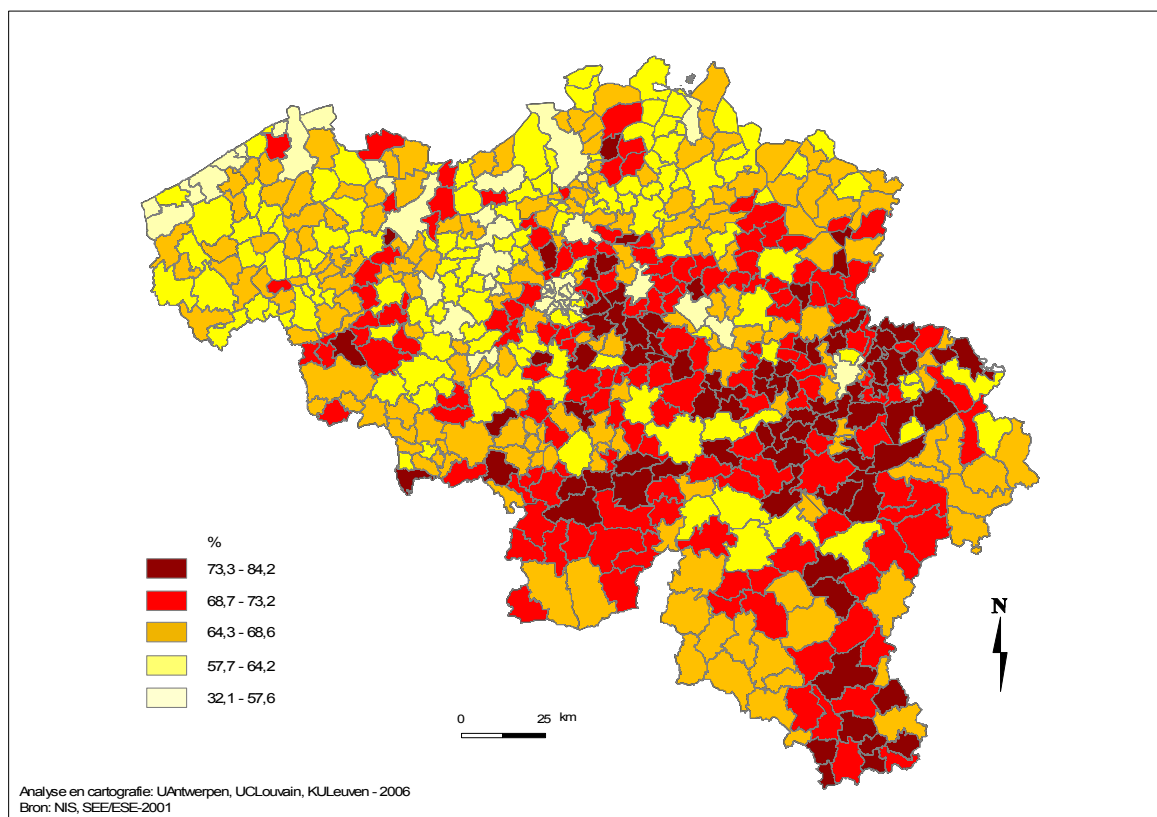 %
73,3 - 84,2
68,7 - 73,2
64,3 - 68,6
57,7 - 64,2
32,1 - 57,6
N
0 25 km
Analyse en cartografie: UAntwerpen, UCLouvain, KULeuven - 2006
Bron: NIS, SEE/ESE-2001